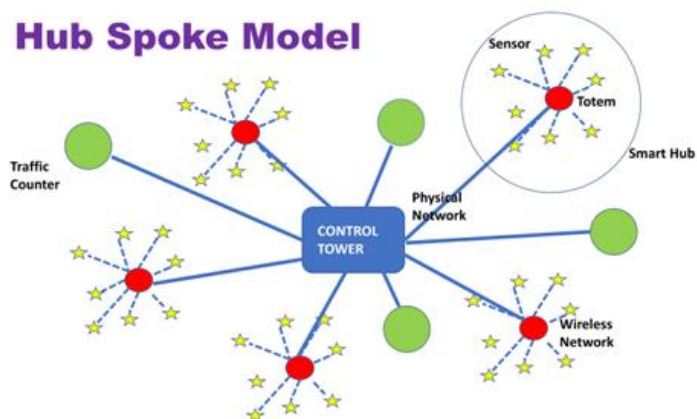 Hub Spoke Model
Sensor
Totem
Smart Hub
Traffic
Counter
Physical
Network
CONTROL
TOWER
Wireless
Network